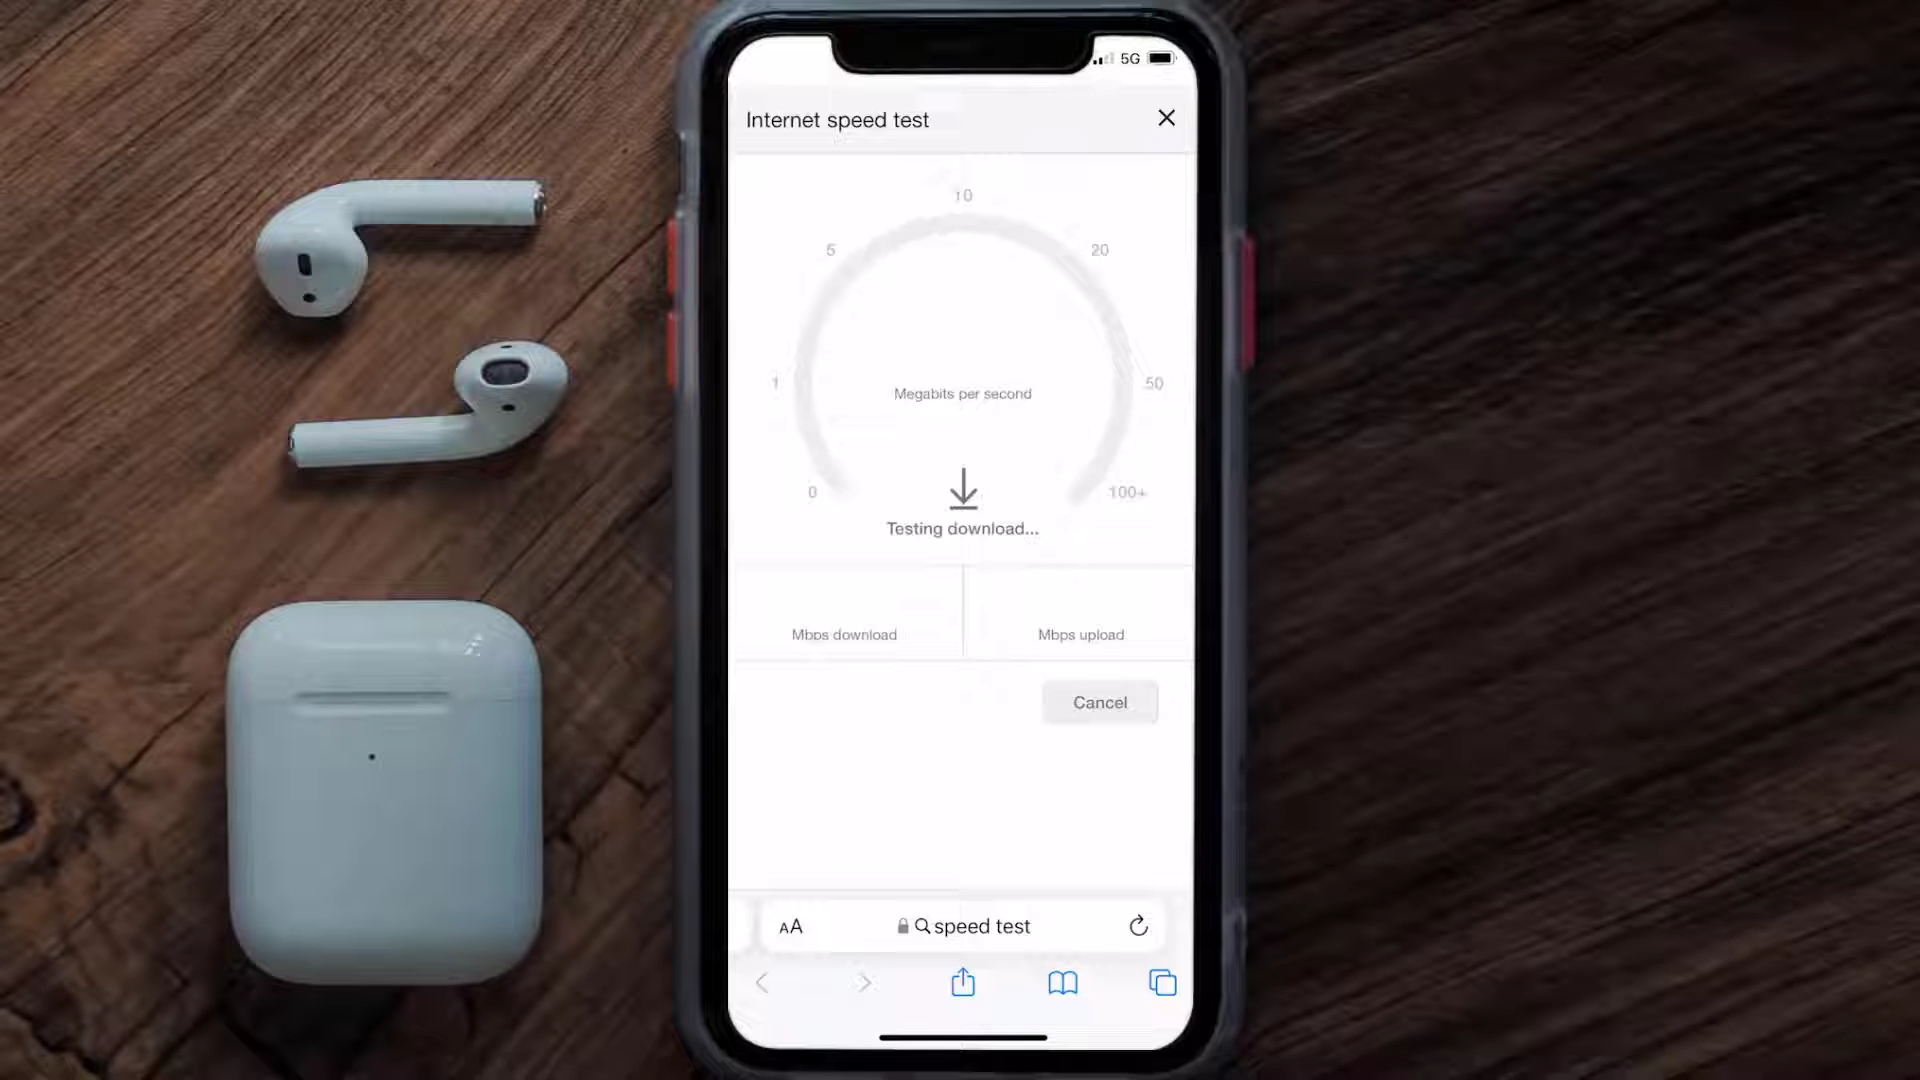 5G
Internet speed test
10
5
20
1
50
Megabits per second
0
100+
Testing download...
Mbps download
Mbps upload
Cancel
AA
speed test